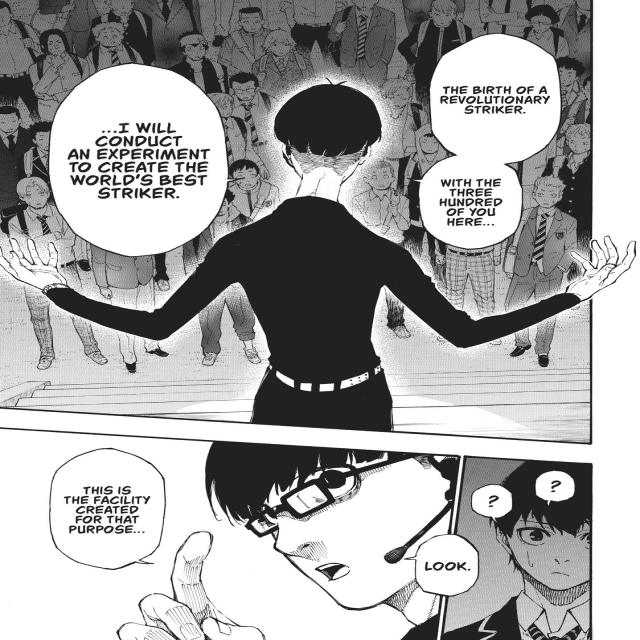 THE BIRTH OF A
REVOLUTIONARY
STRIKER.
WITH THE
THREE
HUNDRED
OF YOU
HERE...
...I WILL
CONDUCT
AN EXPERIMENT
TO CREATE THE
WORLD'S BEST
STRIKER.
?
?
LOOK.
THIS IS
THE FACILITY
CREATED
FOR THAT
PURPOSE...